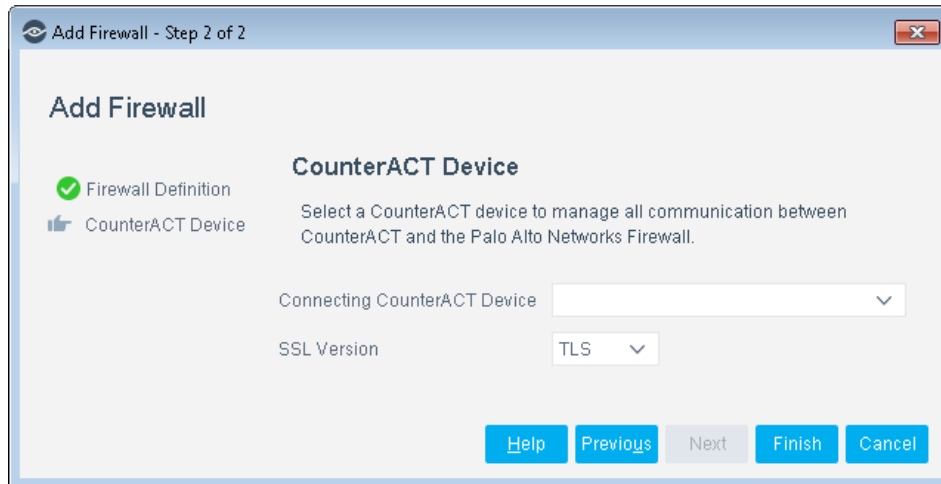 Add Firewall - Step 2 of 2
Add Firewall
Firewall Definition
CounterACT Device
CounterACT Device
Select a CounterACT device to manage all communication between
CounterACT and the Palo Alto Networks Firewall.
Connecting CounterACT Device
SSL Version TLS
Help Previous Next Finish Cancel